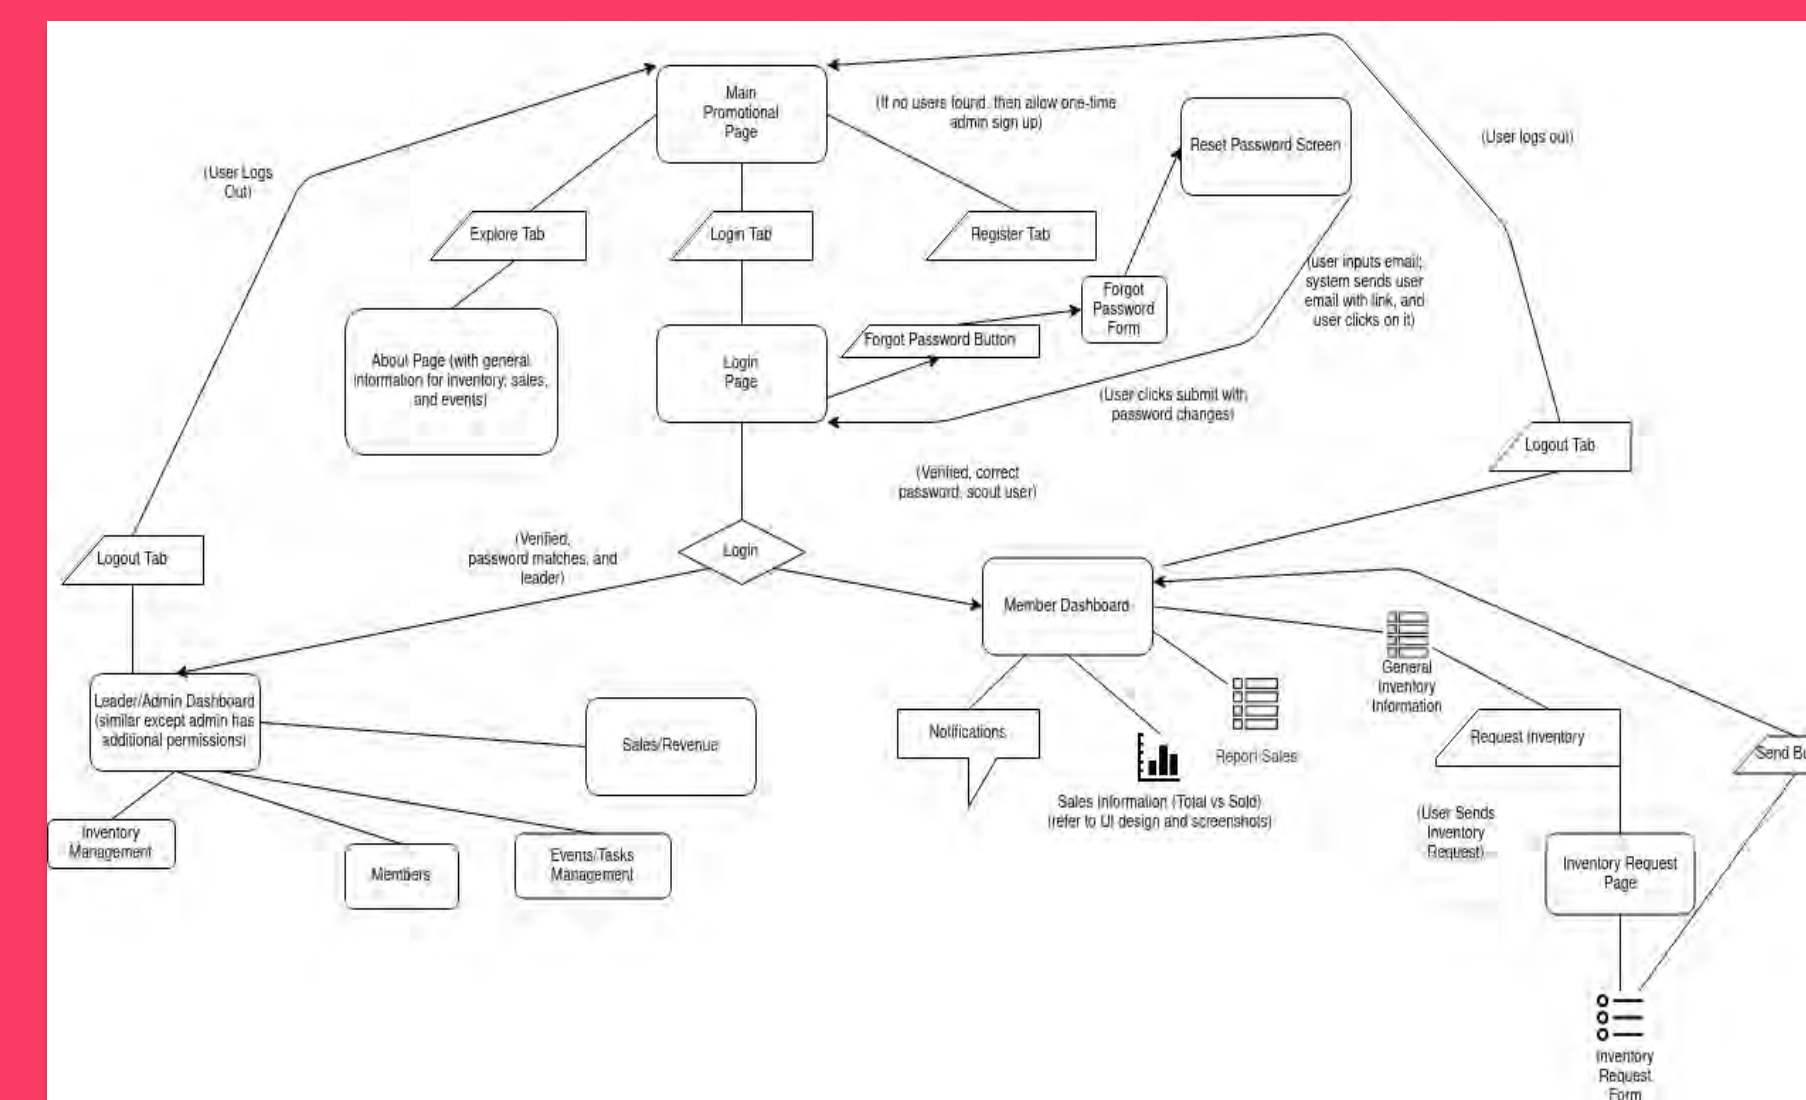 Main
Promotional
Page
(If no users found, then allow one-time
admin sign up)
Reset Password Screen
(User logs out)
(User Logs
Out)
Explore Tab
Login Tab
Register Tab
(user inputs email;
system sends user
email with link, and
user clicks on it)
Forgot
Password
Form
Forgot Password Button
About Page (with general
information for inventory, sales,
and events)
Login
Page
(User clicks submit with
password changes)
Logout Tab
(Verified, correct
password, scout user)
(Verified,
password matches, and
leader)
Login
Logout Tab
Member Dashboard
General
Inventory
Information
Leader/Admin Dashboard
(similar except admin has
additional permissions)
Sales/Revenue
Notifications
Report Sales
Request Inventory
Send
Sales Information (Total vs Sold)
(refer to UI design and screenshots)
(User Sends
Inventory
Request)
Inventory
Management
Members
Events/Tasks
Management
Inventory Request
Page
Inventory
Request
Form